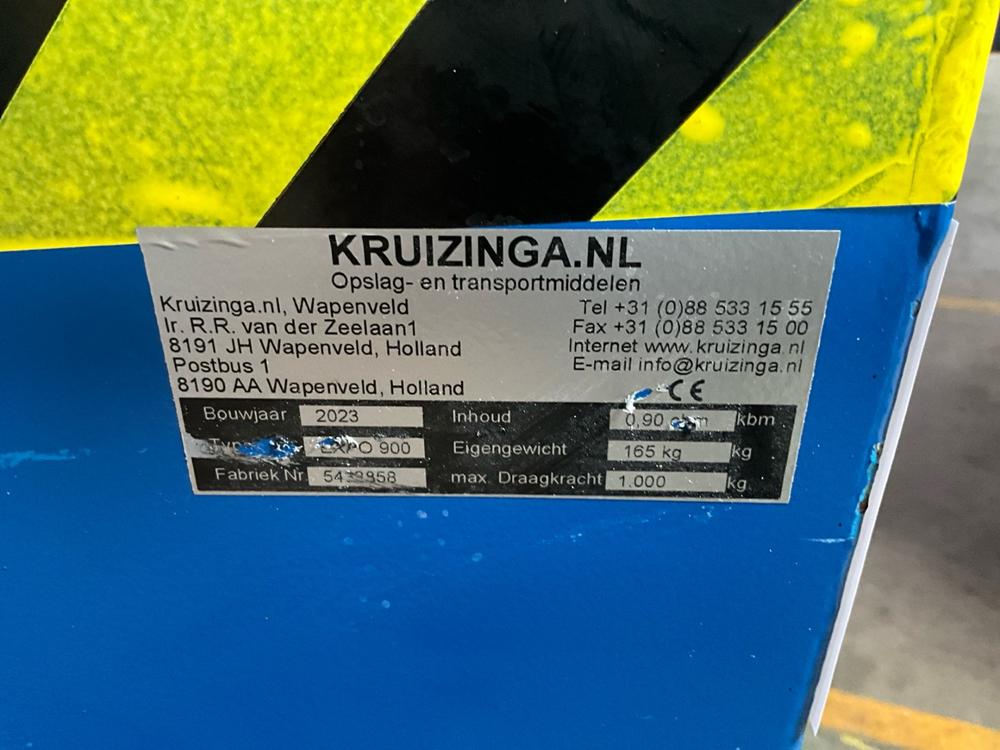 KRUIZINGA.NL
Opslag- en transportmiddelen
Kruizinga.nl, Wapenveld
Ir. R.R. van der Zeelaan1
8191 JH Wapenveld, Holland
Postbus 1
8190 AA Wapenveld, Holland
Tel +31 (0)88 533 15 55
Fax +31 (0)88 533 15 00
Internet www.kruizinga.nl
E-mail info@kruizinga.nl
CE
Bouwjaar 2023
900
Fabriek Nr
Inhoud 0,90 kbm
Eigengewicht 165 kg kg
max. Draagkracht 1.000 kg